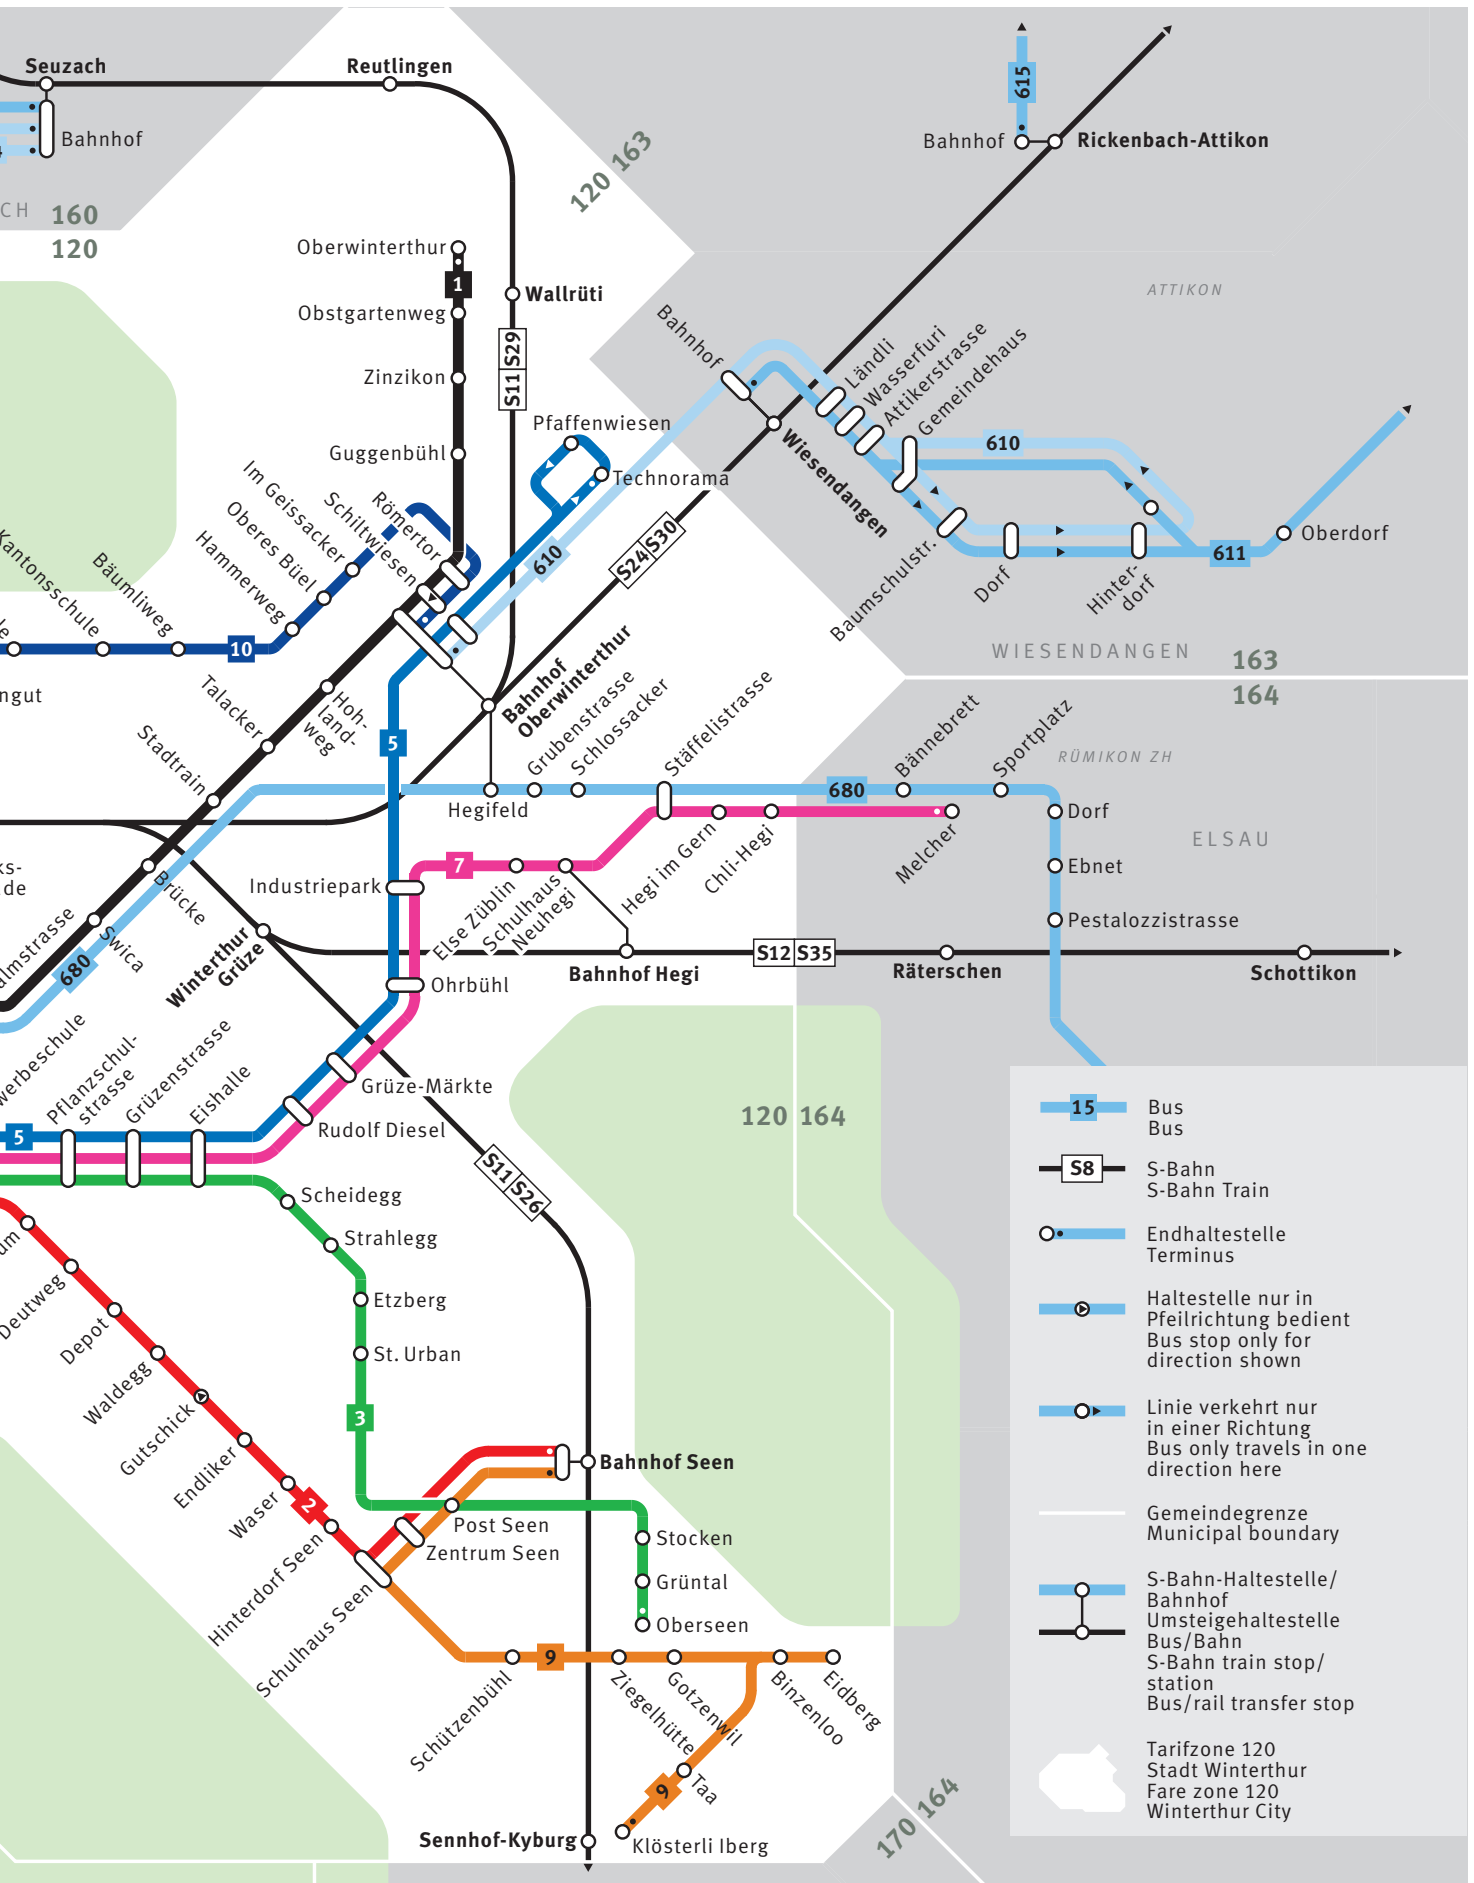 Seuzach
Reutlingen
Bahnhof
615
Bahnhof
Rickenbach-Attikon
120 163
CH 160
120
Oberwinterthur
1
Obstgartenweg
Wallrüti
S11 S29
Zinzikon
Guggenbühl
ATTIKON
Bahnhof
Ländli
Wasserfuri
Attikerstrasse
Gemeindehaus
610
Wiesendangen
Pfaffenwiesen
Technorama
610
S24 S30
Baumschulstr.
Dorf
Hinter-
dorf
611
Oberdorf
WIESENDANGEN 163
164
Römertor
Schiltwiesen
Im Geissacker
Oberes Büel
Hammerweg
Bäumliweg
Kantonsschule
10
ngut
Talacker
Hoh-
land-
weg
Stadtrain
Bahnhof
Oberwinterthur
5
Grubenstrasse
Schlossacker
Stäffelistrasse
Hegifeld
680
Bännebrett
Sportplatz
RÜMIKON ZH
Dorf
ELSAU
Ebnet
Pestalozzistrasse
7
Industriepark
Else Züblin
Schulhaus
Neuhegi
Hegi im Gern
Chli-Hegi
Melcher
ks-
de
Brücke
Swica
almstrasse
680
Winterthur
Grüze
Bahnhof Hegi
S12 S35
Räterschen
Schottikon
Ohrbühl
werbeschule
Pflanzschul-
strasse
Grüzenstrasse
Eishalle
Grüze-Märkte
Rudolf Diesel
5
120 164
S11 S26
Scheidegg
Strahlegg
Etzberg
St. Urban
3
um
Deutweg
Depot
Waldegg
Gutschick
Endliker
Waser
2
Hinterdorf Seen
Schulhaus Seen
Bahnhof Seen
Post Seen
Zentrum Seen
Stocken
Grüntal
Oberseen
Schützenbühl
9
Ziegelhütte
Gotzenwil
Binzenloo
Eidberg
Taa
9
Klösterli Iberg
Sennhof-Kyburg
170 164
15
Bus
Bus
S8
S-Bahn
S-Bahn Train
Endhaltestelle
Terminus
Haltestelle nur in
Pfeilrichtung bedient
Bus stop only for
direction shown
Linie verkehrt nur
in einer Richtung
Bus only travels in one
direction here
Gemeindegrenze
Municipal boundary
S-Bahn-Haltestelle/
Bahnhof
Umsteigehaltestelle
Bus/Bahn
S-Bahn train stop/
station
Bus/rail transfer stop
Tarifzone 120
Stadt Winterthur
Fare zone 120
Winterthur City